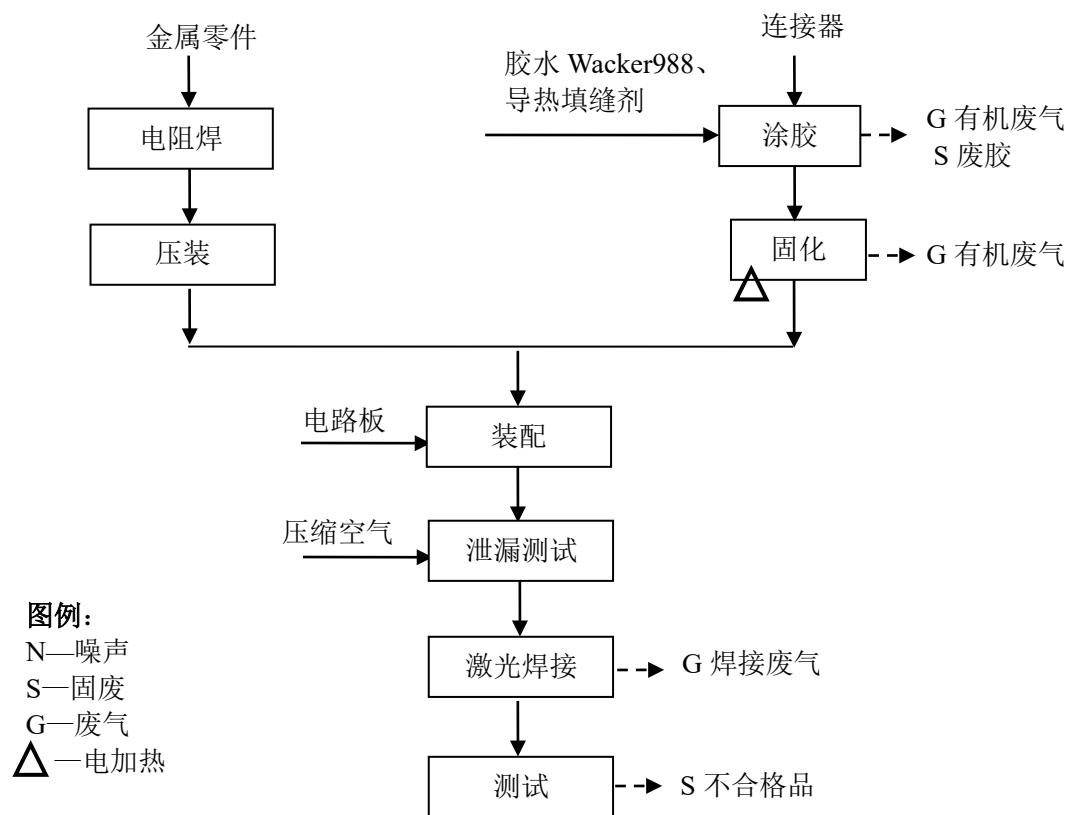 金属零件
连接器
胶水 Wacker988、
导热填缝剂
电阻焊
涂胶
G 有机废气
S 废胶
压装
固化
G 有机废气
电路板
装配
压缩空气
泄漏测试
图例：
N—噪声
S—固废
G—废气
△—电加热
激光焊接
G 焊接废气
测试
S 不合格品